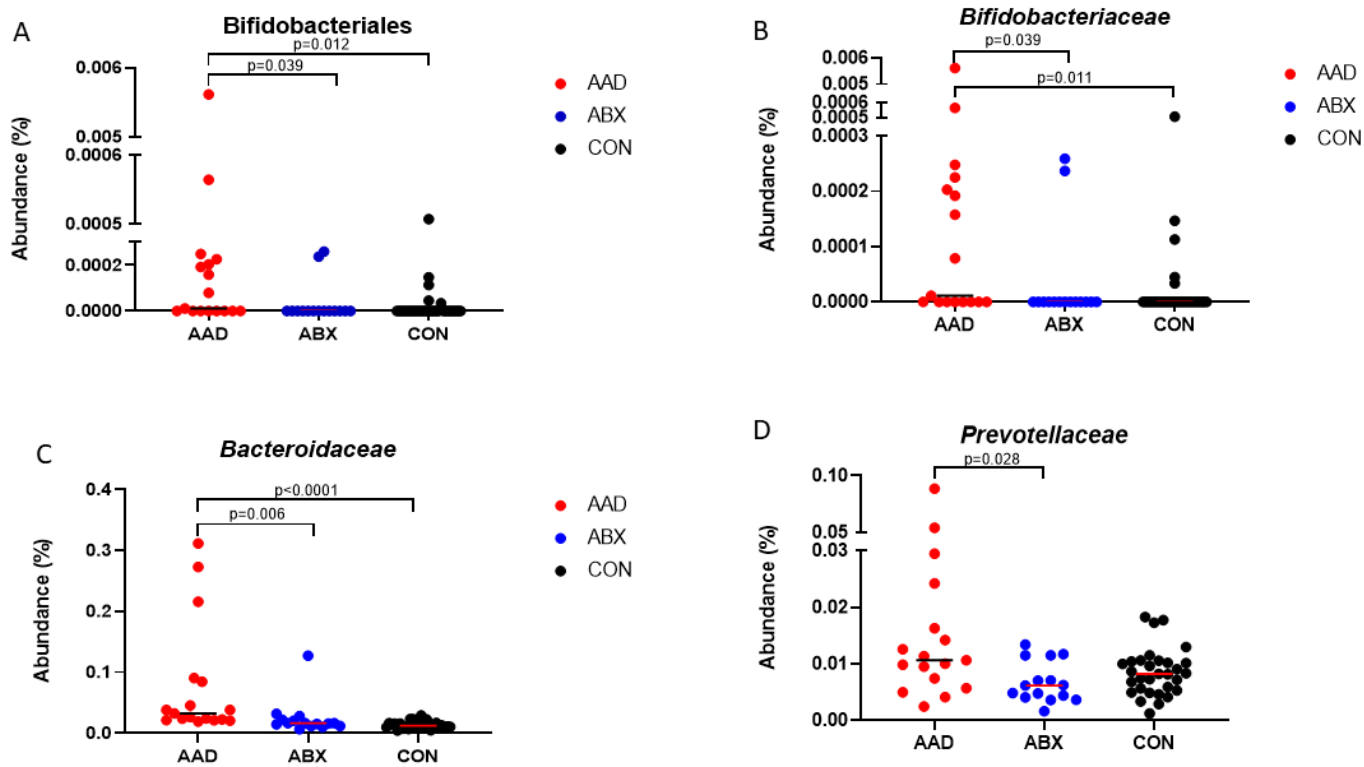 A
Bifidobacteriales
p=0.012
p=0.039
0.006
0.005
0.0006
0.0005
0.0002
0.0000
Abundance (%)
AAD
ABX
CON
AAD
ABX
CON
B
Bifidobacteriaceae
p=0.039
p=0.011
0.006
0.005
0.0006
0.0005
0.0003
0.0002
0.0001
0.0000
Abundance (%)
AAD
ABX
CON
AAD
ABX
CON
C
Bacteroidaceae
p<0.0001
p=0.006
0.4
0.3
0.2
0.1
0.0
Abundance (%)
AAD
ABX
CON
AAD
ABX
CON
D
Prevotellaceae
p=0.028
0.10
0.05
0.03
0.02
0.01
0.00
Abundance (%)
AAD
ABX
CON